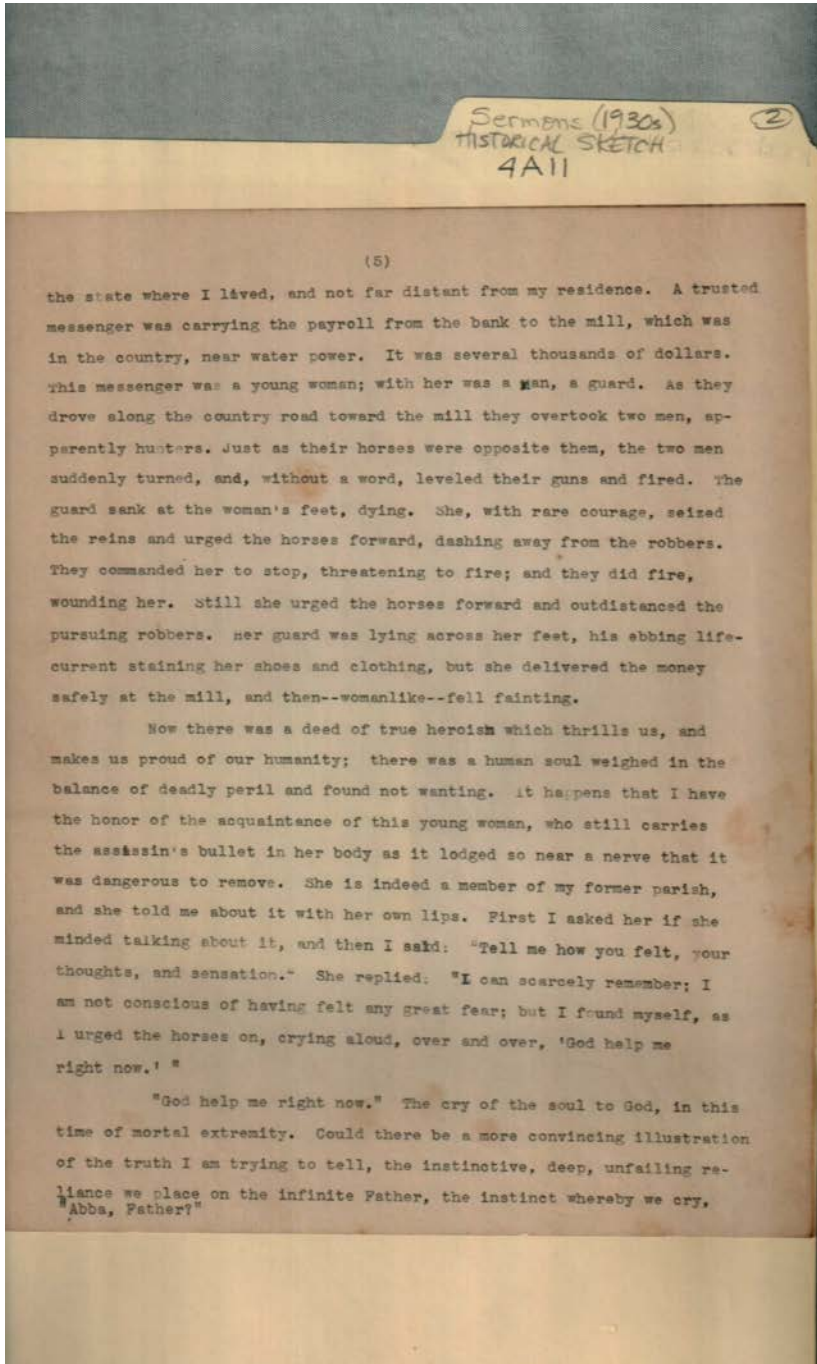 Sermons (1930s) 2
HISTORICAL SKETCH
4A11
(5)
the state where I lived, and not far distant from my residence. A trusted
messenger was carrying the payroll from the bank to the mill, which was
in the country, near water power. It was several thousands of dollars.
This messenger was a young woman; with her was a man, a guard. As they
drove along the country road toward the mill they overtook two men, ap-
parently hunters. Just as their horses were opposite them, the two men
suddenly turned, and, without a word, leveled their guns and fired. The
guard sank at the woman's feet, dying. She, with rare courage, seized
the reins and urged the horses forward, dashing away from the robbers.
They commanded her to stop, threatening to fire; and they did fire,
wounding her. Still she urged the horses forward and outdistanced the
pursuing robbers. Her guard was lying across her feet, his ebbing life-
current staining her shoes and clothing, but she delivered the money
safely at the mill, and then--womanlike--fell fainting.
Now there was a deed of true heroism which thrills us, and
makes us proud of our humanity; there was a human soul weighed in the
balance of deadly peril and found not wanting. It happens that I have
the honor of the acquaintance of this young woman, who still carries
the assassin's bullet in her body as it lodged so near a nerve that it
was dangerous to remove. She is indeed a member of my former parish,
and she told me about it with her own lips. First I asked her if she
minded talking about it, and then I said: "Tell me how you felt, your
thoughts, and sensation." She replied: "I can scarcely remember; I
am not conscious of having felt any great fear; but I found myself, as
I urged the horses on, crying aloud, over and over, 'God help me
right now.' "
"God help me right now." The cry of the soul to God, in this
time of mortal extremity. Could there be a more convincing illustration
of the truth I am trying to tell, the instinctive, deep, unfailing re-
liance we place on the infinite Father, the instinct whereby we cry,
"Abba, Father?"